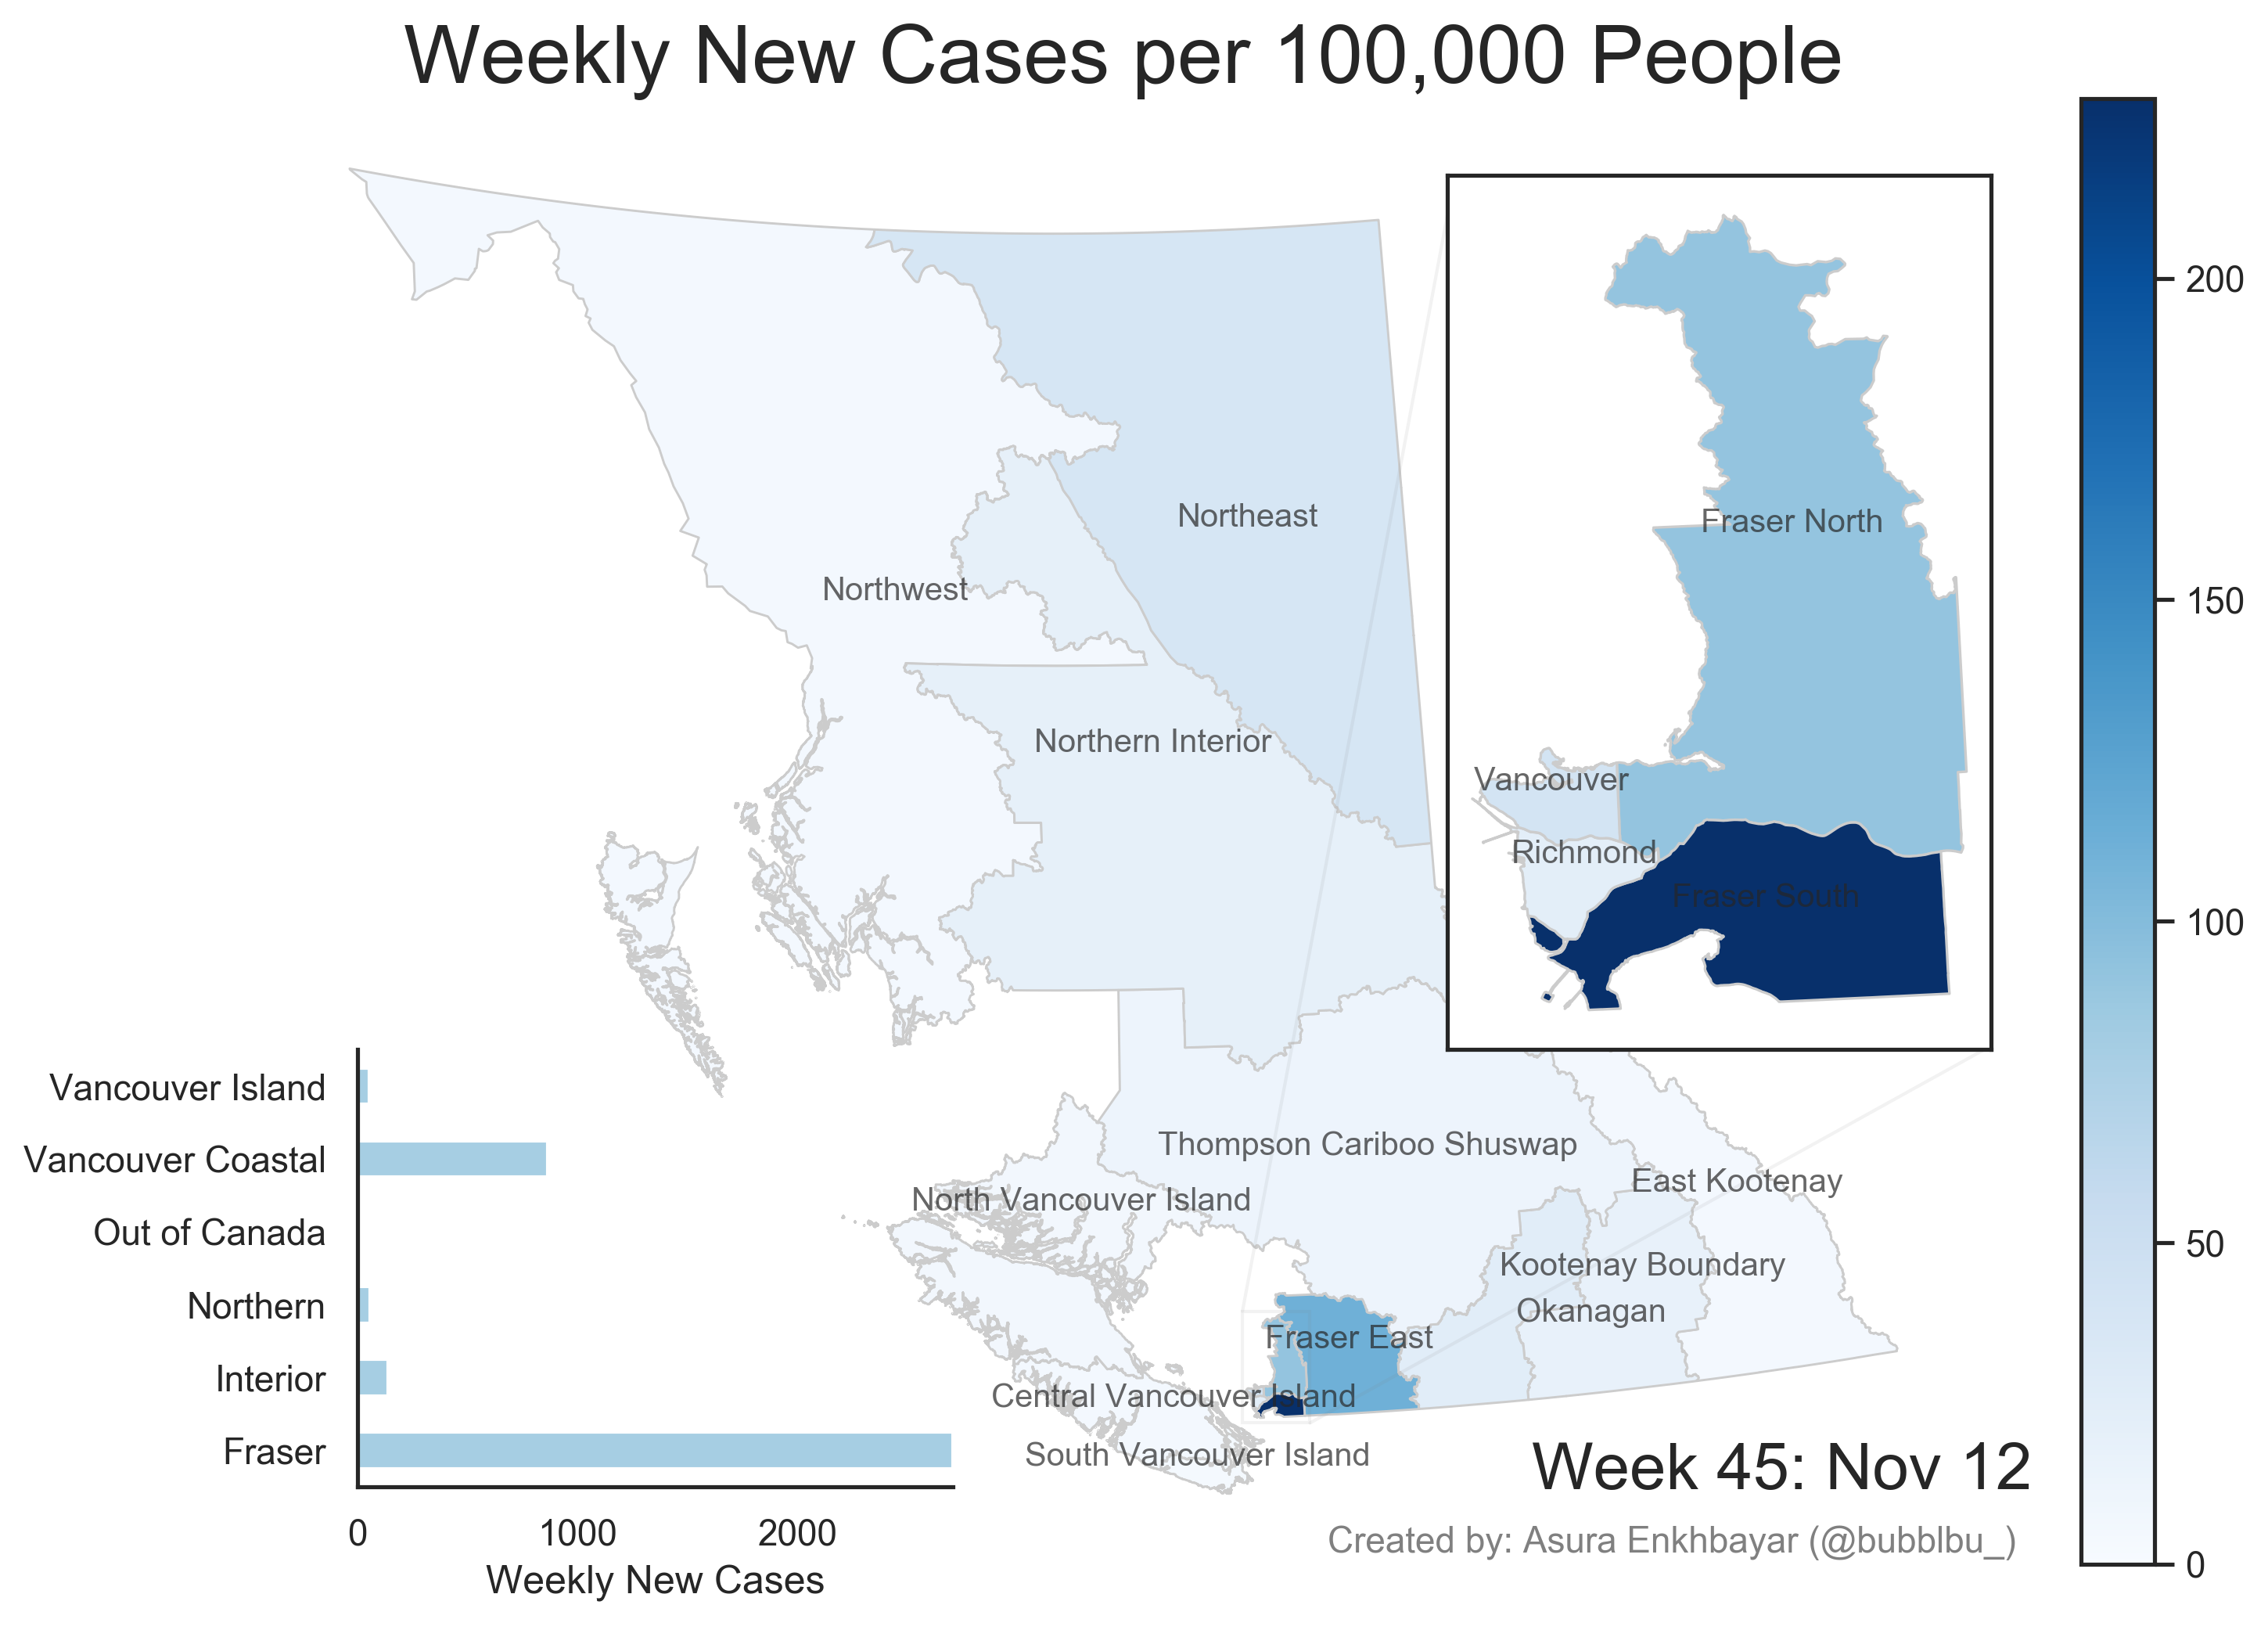 Weekly New Cases per 100,000 People
200
150
100
50
0
Northeast
Northwest
Northern Interior
Fraser North
Vancouver
Richmond
Fraser South
Thompson Cariboo Shuswap
East Kootenay
North Vancouver Island
Kootenay Boundary
Okanagan
Fraser East
Central Vancouver Island
South Vancouver Island
Vancouver Island
Vancouver Coastal
Out of Canada
Northern
Interior
Fraser
0 1000 2000
Weekly New Cases
Week 45: Nov 12
Created by: Asura Enkhbayar (@bubblbu_)